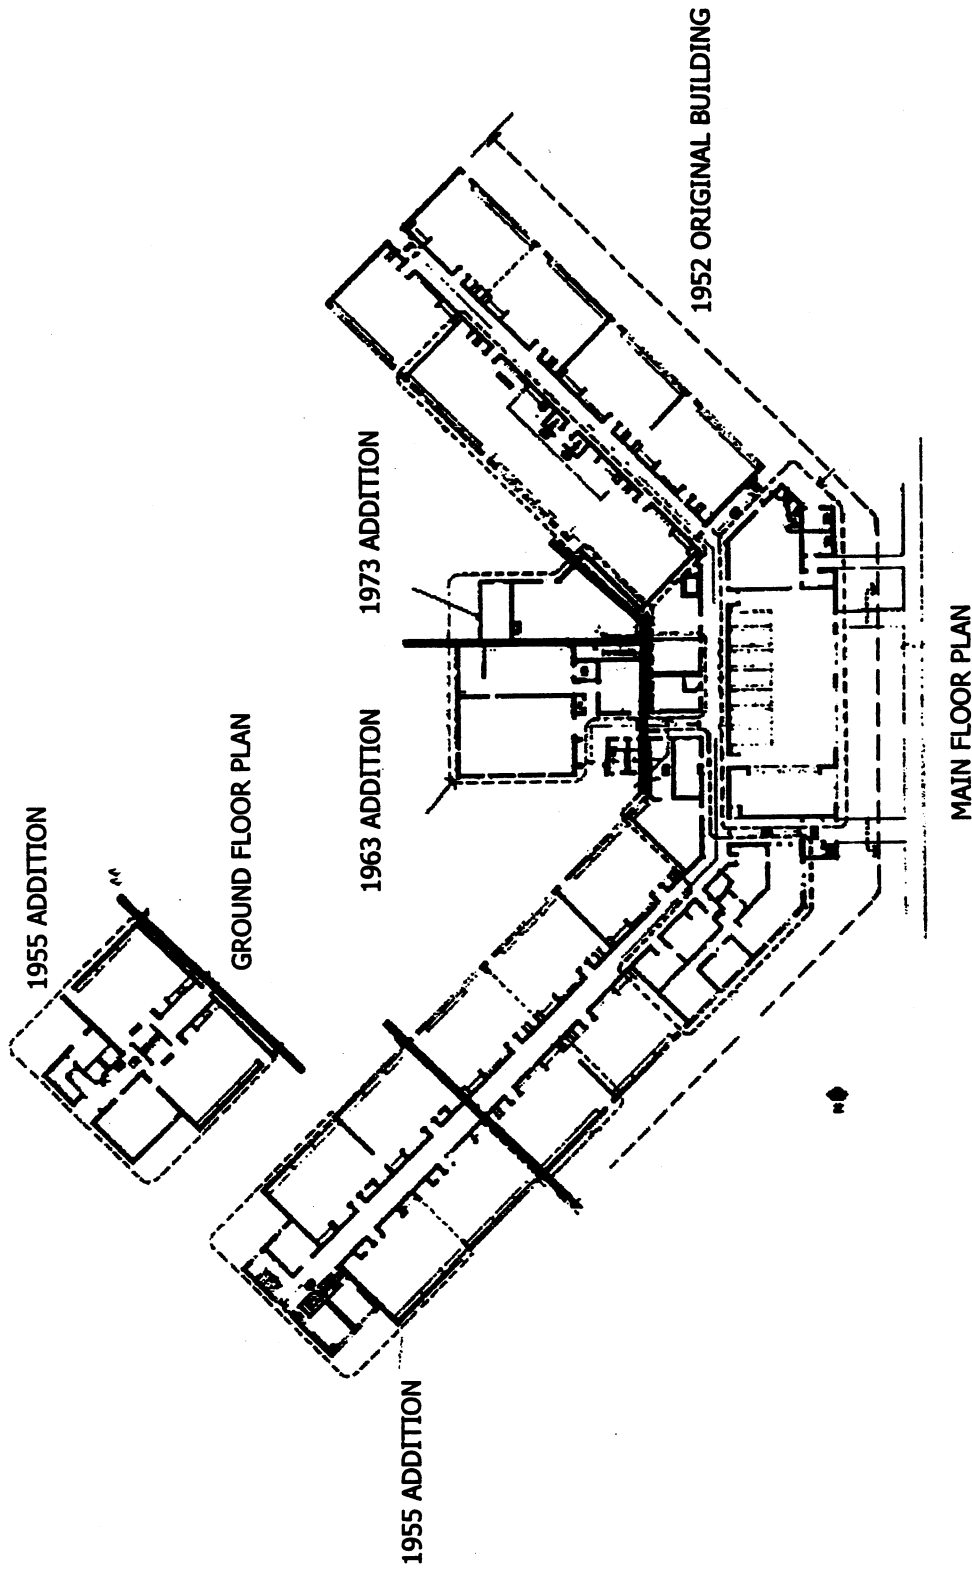 1955 ADDITION
GROUND FLOOR PLAN
1963 ADDITION
1973 ADDITION
1952 ORIGINAL BUILDING
1955 ADDITION
MAIN FLOOR PLAN